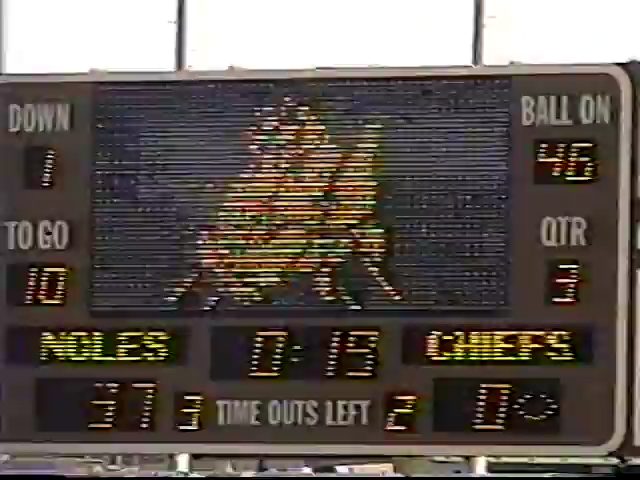 DOWN BALL ON
1 46
TO GO QTR
10 3
NOLES 0:13 CHIEFS
37 3 TIME OUTS LEFT 2 0